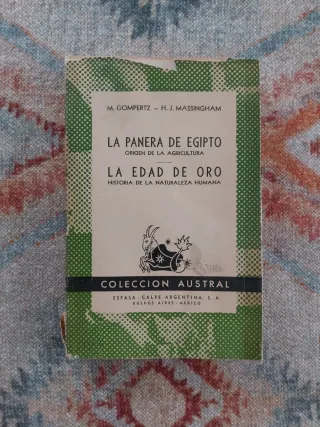 M. GOMPERTZ - H. J. MASSINGHAM
LA PANERA DE EGIPTO
ORIGEN DE LA AGRICULTURA
LA EDAD DE ORO
HISTORIA DE LA NATURALEZA HUMANA
COLECCION AUSTRAL
ESPASA-CALPE ARGENTINA, S. A.
BUENOS AIRES-MEXICO